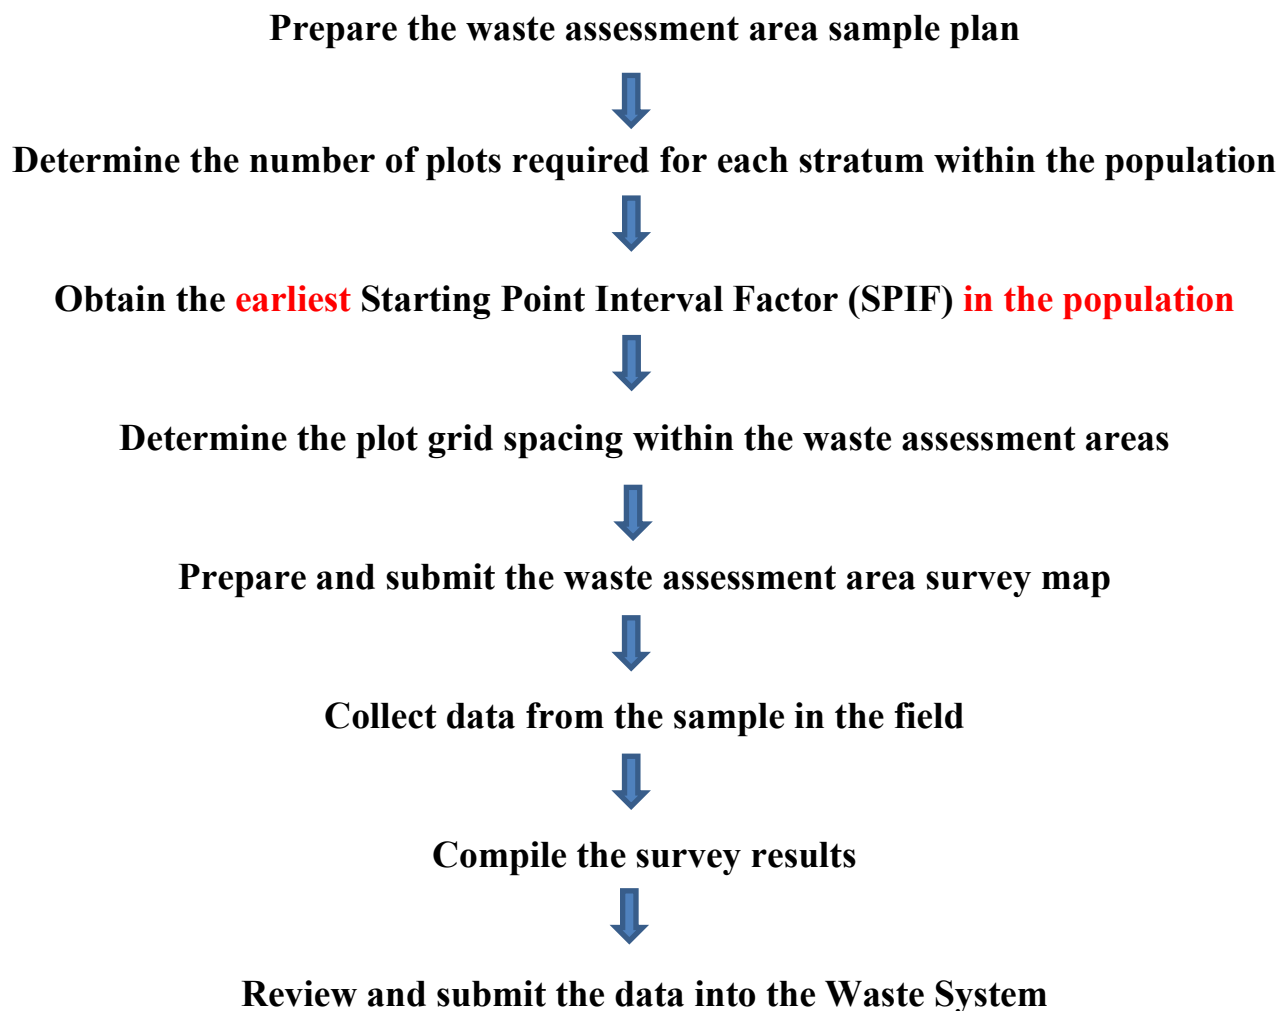 Prepare the waste assessment area sample plan
Determine the number of plots required for each stratum within the population
Obtain the earliest Starting Point Interval Factor (SPIF) in the population
Determine the plot grid spacing within the waste assessment areas
Prepare and submit the waste assessment area survey map
Collect data from the sample in the field
Compile the survey results
Review and submit the data into the Waste System